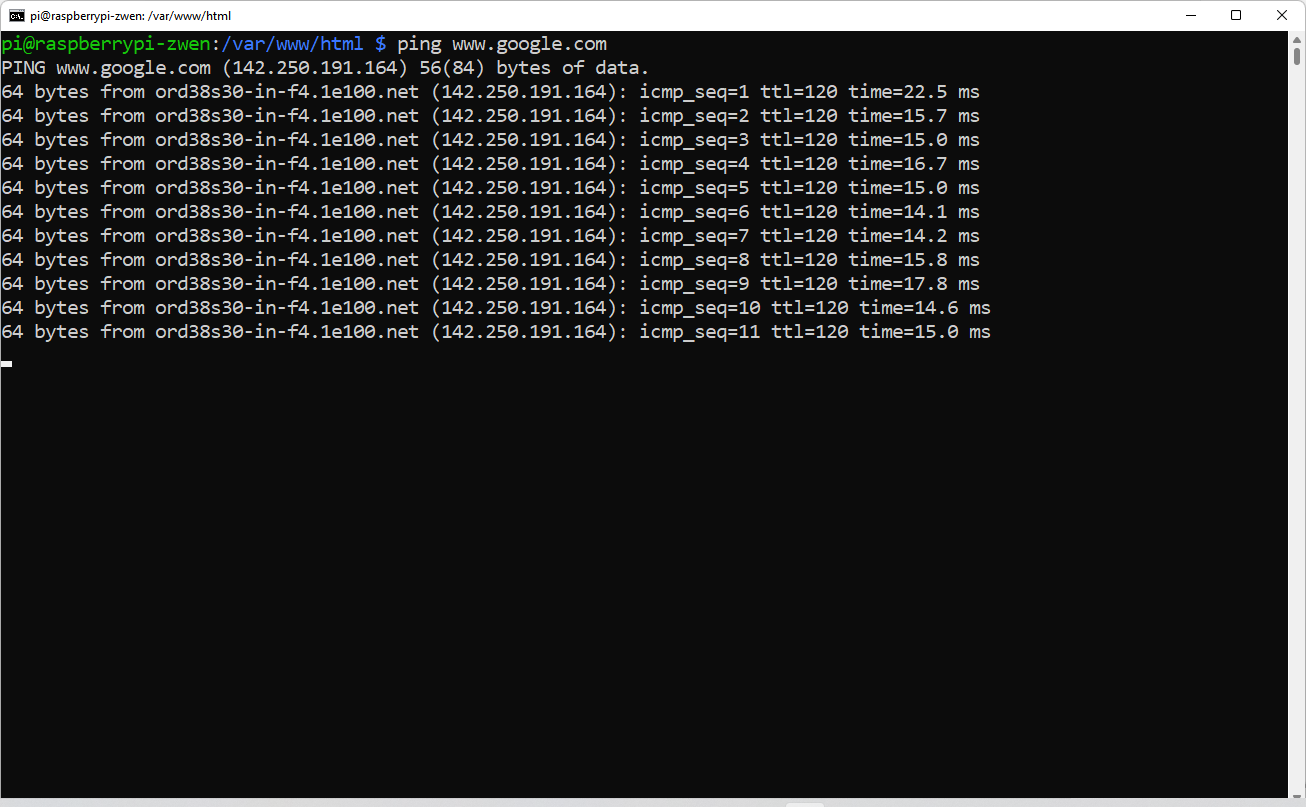 pi@raspberrypi-zwen: /var/www/html
pi@raspberrypi-zwen:/var/www/html $ ping www.google.com
PING www.google.com (142.250.191.164) 56(84) bytes of data.
64 bytes from ord38s30-in-f4.1e100.net (142.250.191.164): icmp_seq=1 ttl=120 time=22.5 ms
64 bytes from ord38s30-in-f4.1e100.net (142.250.191.164): icmp_seq=2 ttl=120 time=15.7 ms
64 bytes from ord38s30-in-f4.1e100.net (142.250.191.164): icmp_seq=3 ttl=120 time=15.0 ms
64 bytes from ord38s30-in-f4.1e100.net (142.250.191.164): icmp_seq=4 ttl=120 time=16.7 ms
64 bytes from ord38s30-in-f4.1e100.net (142.250.191.164): icmp_seq=5 ttl=120 time=15.0 ms
64 bytes from ord38s30-in-f4.1e100.net (142.250.191.164): icmp_seq=6 ttl=120 time=14.1 ms
64 bytes from ord38s30-in-f4.1e100.net (142.250.191.164): icmp_seq=7 ttl=120 time=14.2 ms
64 bytes from ord38s30-in-f4.1e100.net (142.250.191.164): icmp_seq=8 ttl=120 time=15.8 ms
64 bytes from ord38s30-in-f4.1e100.net (142.250.191.164): icmp_seq=9 ttl=120 time=17.8 ms
64 bytes from ord38s30-in-f4.1e100.net (142.250.191.164): icmp_seq=10 ttl=120 time=14.6 ms
64 bytes from ord38s30-in-f4.1e100.net (142.250.191.164): icmp_seq=11 ttl=120 time=15.0 ms